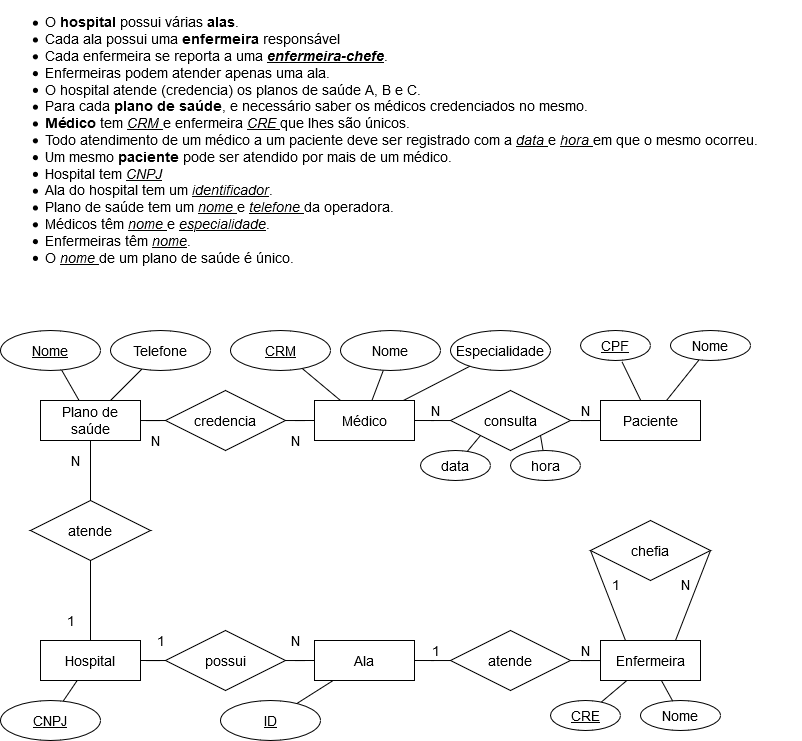 O hospital possui várias alas.
Cada ala possui uma enfermeira responsável
Cada enfermeira se reporta a uma enfermeira-chefe.
Enfermeiras podem atender apenas uma ala.
O hospital atende (credencia) os planos de saúde A, B e C.
Para cada plano de saúde, e necessário saber os médicos credenciados no mesmo.
Médico tem CRM e enfermeira CRE que lhes são únicos.
Todo atendimento de um médico a um paciente deve ser registrado com a data e hora em que o mesmo ocorreu.
Um mesmo paciente pode ser atendido por mais de um médico.
Hospital tem CNPJ
Ala do hospital tem um identificador.
Plano de saúde tem um nome e telefone da operadora.
Médicos têm nome e especialidade.
Enfermeiras têm nome.
O nome de um plano de saúde é único.
Nome
Telefone
CRM
Nome
Especialidade
CPF
Nome
Plano de
saúde
N
credencia
N
Médico
N
consulta
N
Paciente
data
hora
N
atende
1
chefia
1
N
Hospital
1
possui
N
Ala
1
atende
N
Enfermeira
CNPJ
ID
CRE
Nome